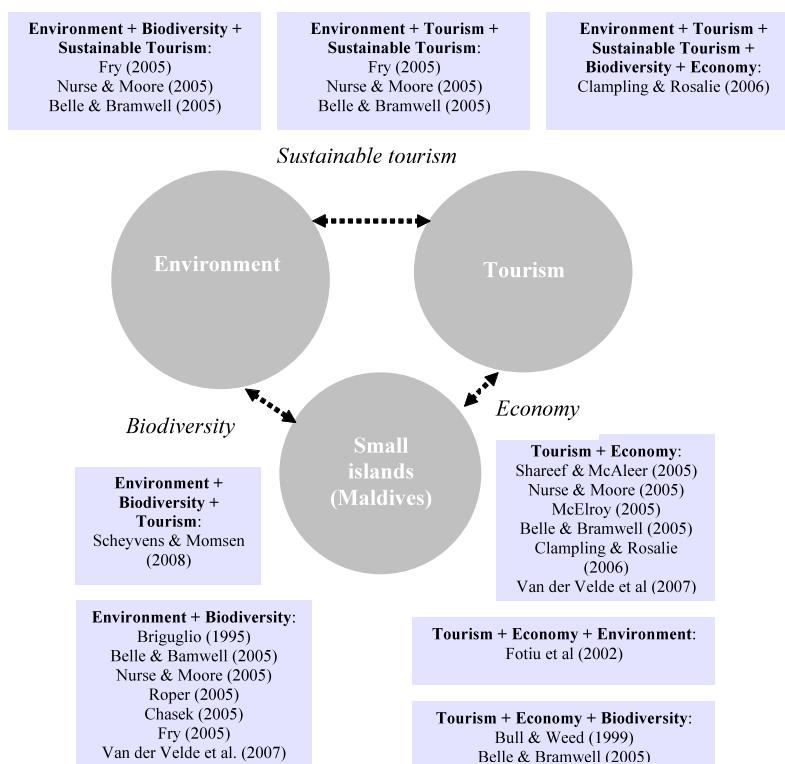 Environment + Biodiversity +
Sustainable Tourism:
Fry (2005)
Nurse & Moore (2005)
Belle & Bramwell (2005)
Environment + Tourism +
Sustainable Tourism:
Fry (2005)
Nurse & Moore (2005)
Belle & Bramwell (2005)
Environment + Tourism +
Sustainable Tourism +
Biodiversity + Economy:
Clampling & Rosalie (2006)
Sustainable tourism
Environment
Tourism
Biodiversity
Economy
Small
islands
(Maldives)
Environment +
Biodiversity +
Tourism:
Scheyvens & Momsen
(2008)
Tourism + Economy:
Shareef & McAleer (2005)
Nurse & Moore (2005)
McElroy (2005)
Belle & Bramwell (2005)
Clampling & Rosalie
(2006)
Van der Velde et al (2007)
Environment + Biodiversity:
Briguglio (1995)
Belle & Bamwell (2005)
Nurse & Moore (2005)
Roper (2005)
Chasek (2005)
Fry (2005)
Van der Velde et al. (2007)
Tourism + Economy + Environment:
Fotiu et al (2002)
Tourism + Economy + Biodiversity:
Bull & Weed (1999)
Belle & Bramwell (2005)